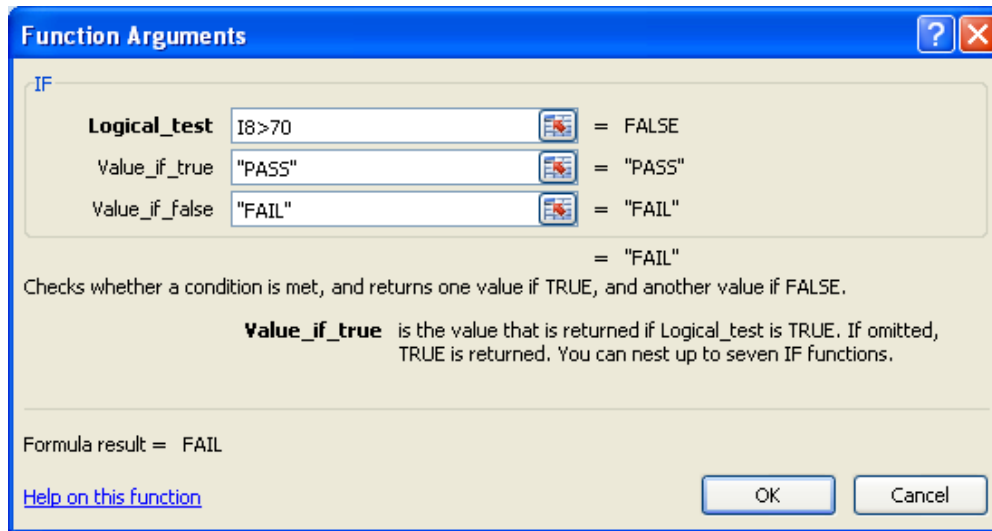 Function Arguments
IF
Logical_test I8>70 = FALSE
Value_if_true "PASS" = "PASS"
Value_if_false "FAIL" = "FAIL"
= "FAIL"
Checks whether a condition is met, and returns one value if TRUE, and another value if FALSE.
Value_if_true is the value that is returned if Logical_test is TRUE. If omitted,
TRUE is returned. You can nest up to seven IF functions.
Formula result = FAIL
Help on this function OK Cancel